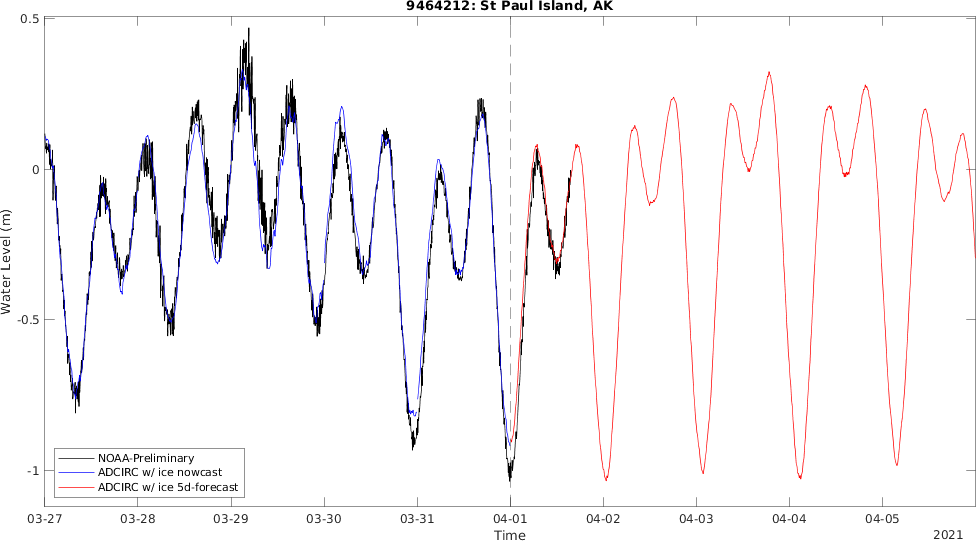 9464212: St Paul Island, AK
Water Level (m)
0.5
0
-0.5
-1
NOAA-Preliminary
ADCIRC w/ ice nowcast
ADCIRC w/ ice 5d-forecast
03-27 03-28 03-29 03-30 03-31 04-01 04-02 04-03 04-04 04-05
Time
2021